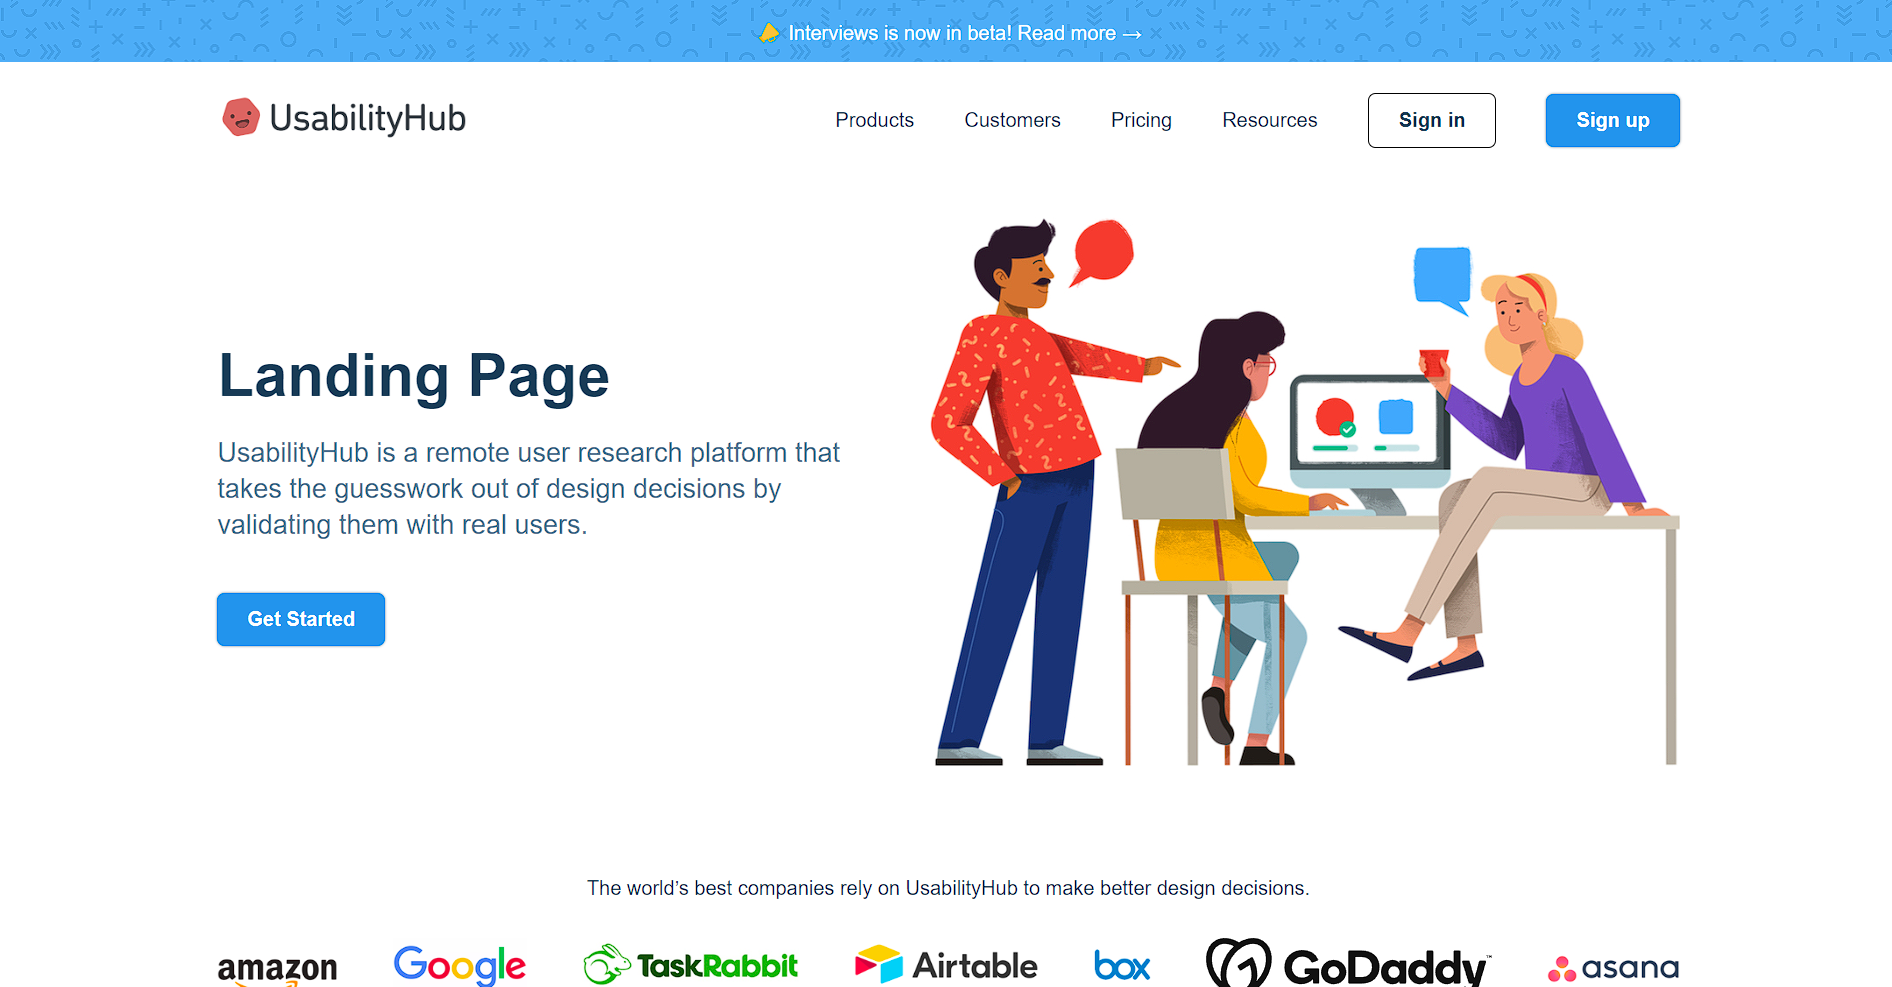 Interviews is now in beta! Read more →
UsabilityHub
Products Customers Pricing Resources Sign in Sign up
Landing Page
UsabilityHub is a remote user research platform that
takes the guesswork out of design decisions by
validating them with real users.
Get Started
The world’s best companies rely on UsabilityHub to make better design decisions.
amazon Google TaskRabbit Airtable box GoDaddy™ asana